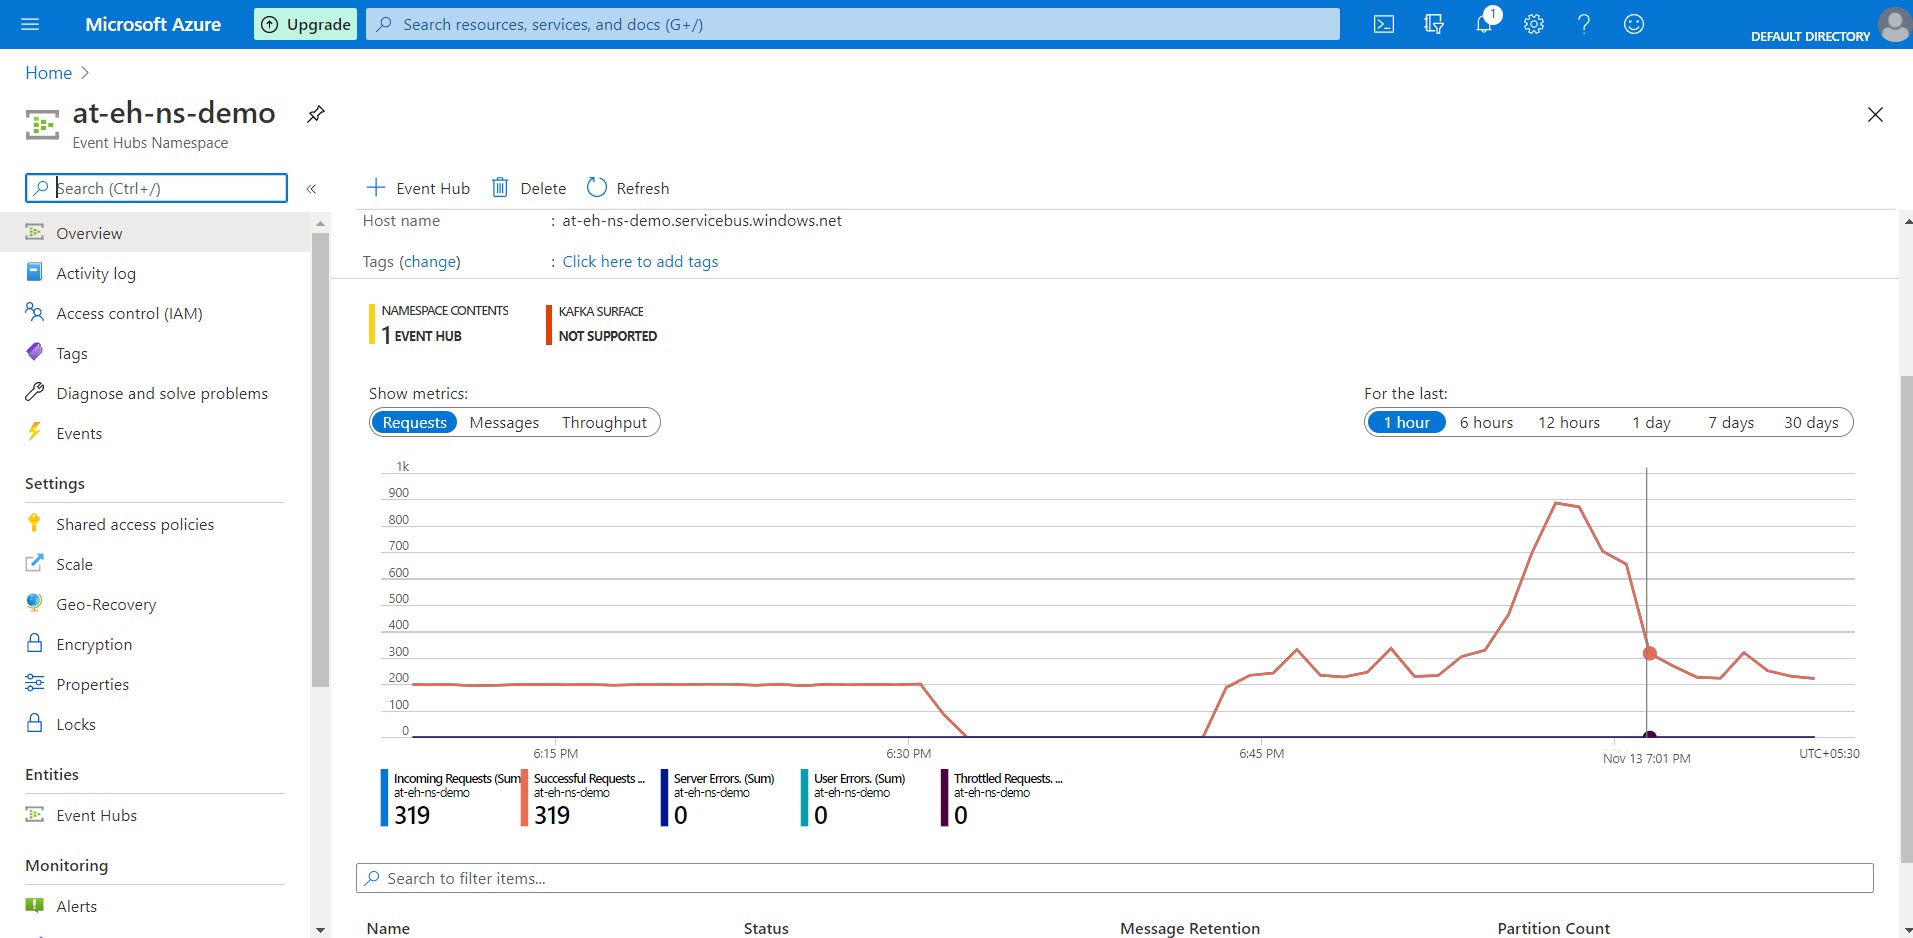 Microsoft Azure
Upgrade
Search resources, services, and docs (G+/)
1
DEFAULT DIRECTORY
Home
at-eh-ns-demo
Event Hubs Namespace
Search (Ctrl+/)
Overview
Activity log
Access control (IAM)
Tags
Diagnose and solve problems
Events
Settings
Shared access policies
Scale
Geo-Recovery
Encryption
Properties
Locks
Entities
Event Hubs
Monitoring
Alerts
Event Hub
Delete
Refresh
Host name : at-eh-ns-demo.servicebus.windows.net
Tags (change) : Click here to add tags
NAMESPACE CONTENTS
1 EVENT HUB
KAFKA SURFACE
NOT SUPPORTED
Show metrics:
Requests Messages Throughput
For the last:
1 hour 6 hours 12 hours 1 day 7 days 30 days
1k
900
800
700
600
500
400
300
200
100
0
6:15 PM 6:30 PM 6:45 PM Nov 13 7:01 PM UTC+05:30
Incoming Requests (Sum
at-eh-ns-demo
319
Successful Requests ...
at-eh-ns-demo
319
Server Errors. (Sum)
at-eh-ns-demo
0
User Errors. (Sum)
at-eh-ns-demo
0
Throttled Requests. ...
at-eh-ns-demo
0
Search to filter items...
Name Status Message Retention Partition Count